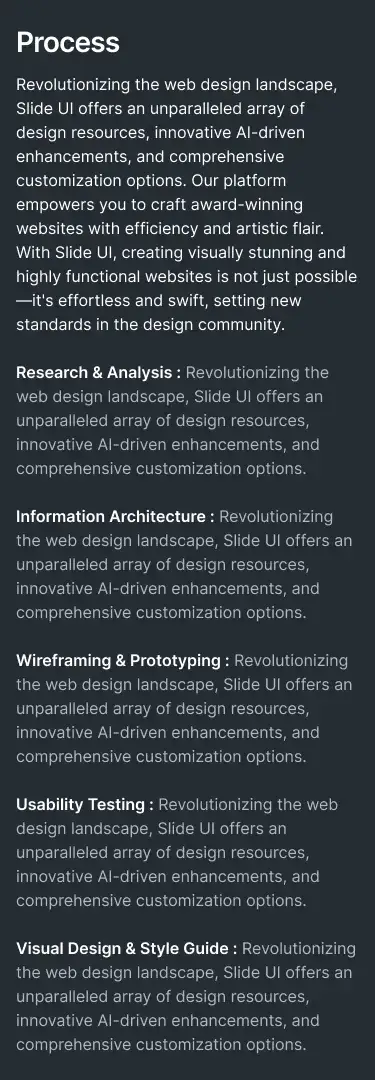 Process
Revolutionizing the web design landscape,
Slide UI offers an unparalleled array of
design resources, innovative AI-driven
enhancements, and comprehensive
customization options. Our platform
empowers you to craft award-winning
websites with efficiency and artistic flair.
With Slide UI, creating visually stunning and
highly functional websites is not just possible
—it's effortless and swift, setting new
standards in the design community.
Research & Analysis : Revolutionizing the
web design landscape, Slide UI offers an
unparalleled array of design resources,
innovative AI-driven enhancements, and
comprehensive customization options.
Information Architecture : Revolutionizing
the web design landscape, Slide UI offers an
unparalleled array of design resources,
innovative AI-driven enhancements, and
comprehensive customization options.
Wireframing & Prototyping : Revolutionizing
the web design landscape, Slide UI offers an
unparalleled array of design resources,
innovative AI-driven enhancements, and
comprehensive customization options.
Usability Testing : Revolutionizing the web
design landscape, Slide UI offers an
unparalleled array of design resources,
innovative AI-driven enhancements, and
comprehensive customization options.
Visual Design & Style Guide : Revolutionizing
the web design landscape, Slide UI offers an
unparalleled array of design resources,
innovative AI-driven enhancements, and
comprehensive customization options.